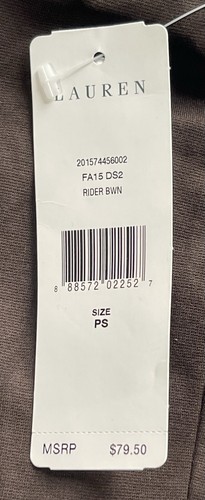 LAUREN
201574456002
FA15 DS2
RIDER BWN
8 88572 02252 7
SIZE
PS
MSRP $79.50